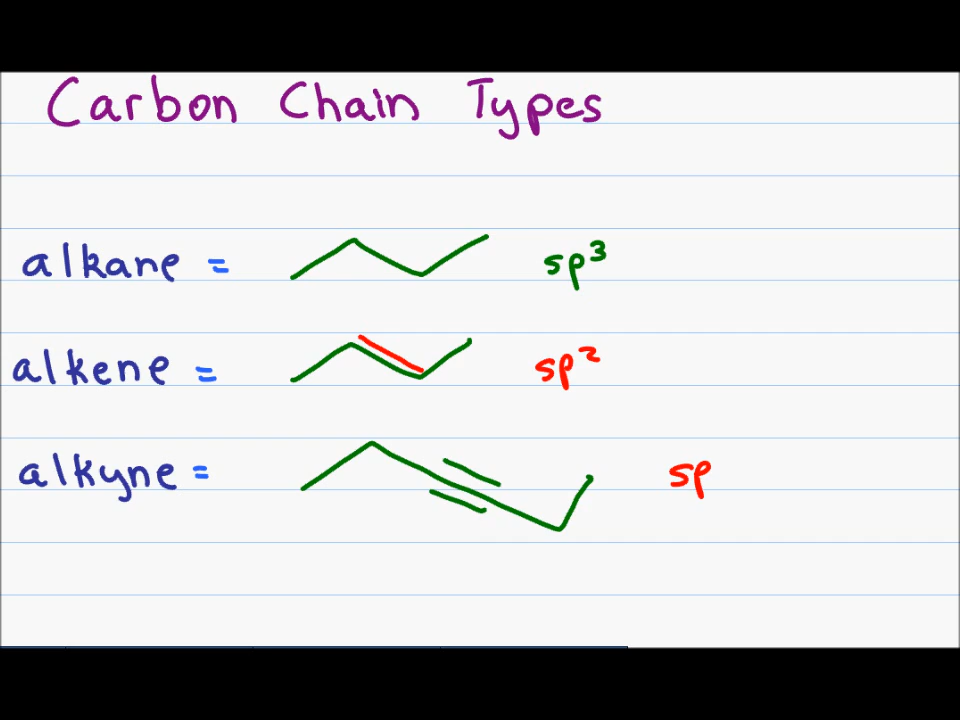 Carbon Chain Types
alkane = sp³
alkene = sp²
alkyne = sp